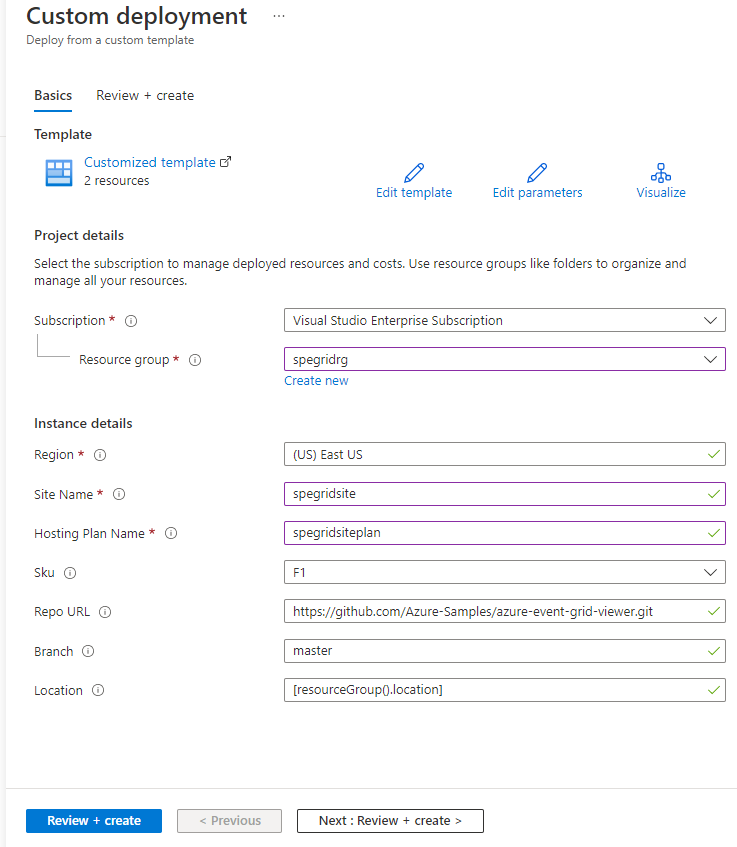 Custom deployment ...
Deploy from a custom template
Basics Review + create
Template
Customized template
2 resources
Edit template Edit parameters Visualize
Project details
Select the subscription to manage deployed resources and costs. Use resource groups like folders to organize and
manage all your resources.
Subscription * Visual Studio Enterprise Subscription
Resource group * spegridrg
Create new
Instance details
Region * (US) East US
Site Name * spegridsite
Hosting Plan Name * spegridsiteplan
Sku F1
Repo URL https://github.com/Azure-Samples/azure-event-grid-viewer.git
Branch master
Location [resourceGroup().location]
Review + create < Previous Next : Review + create >